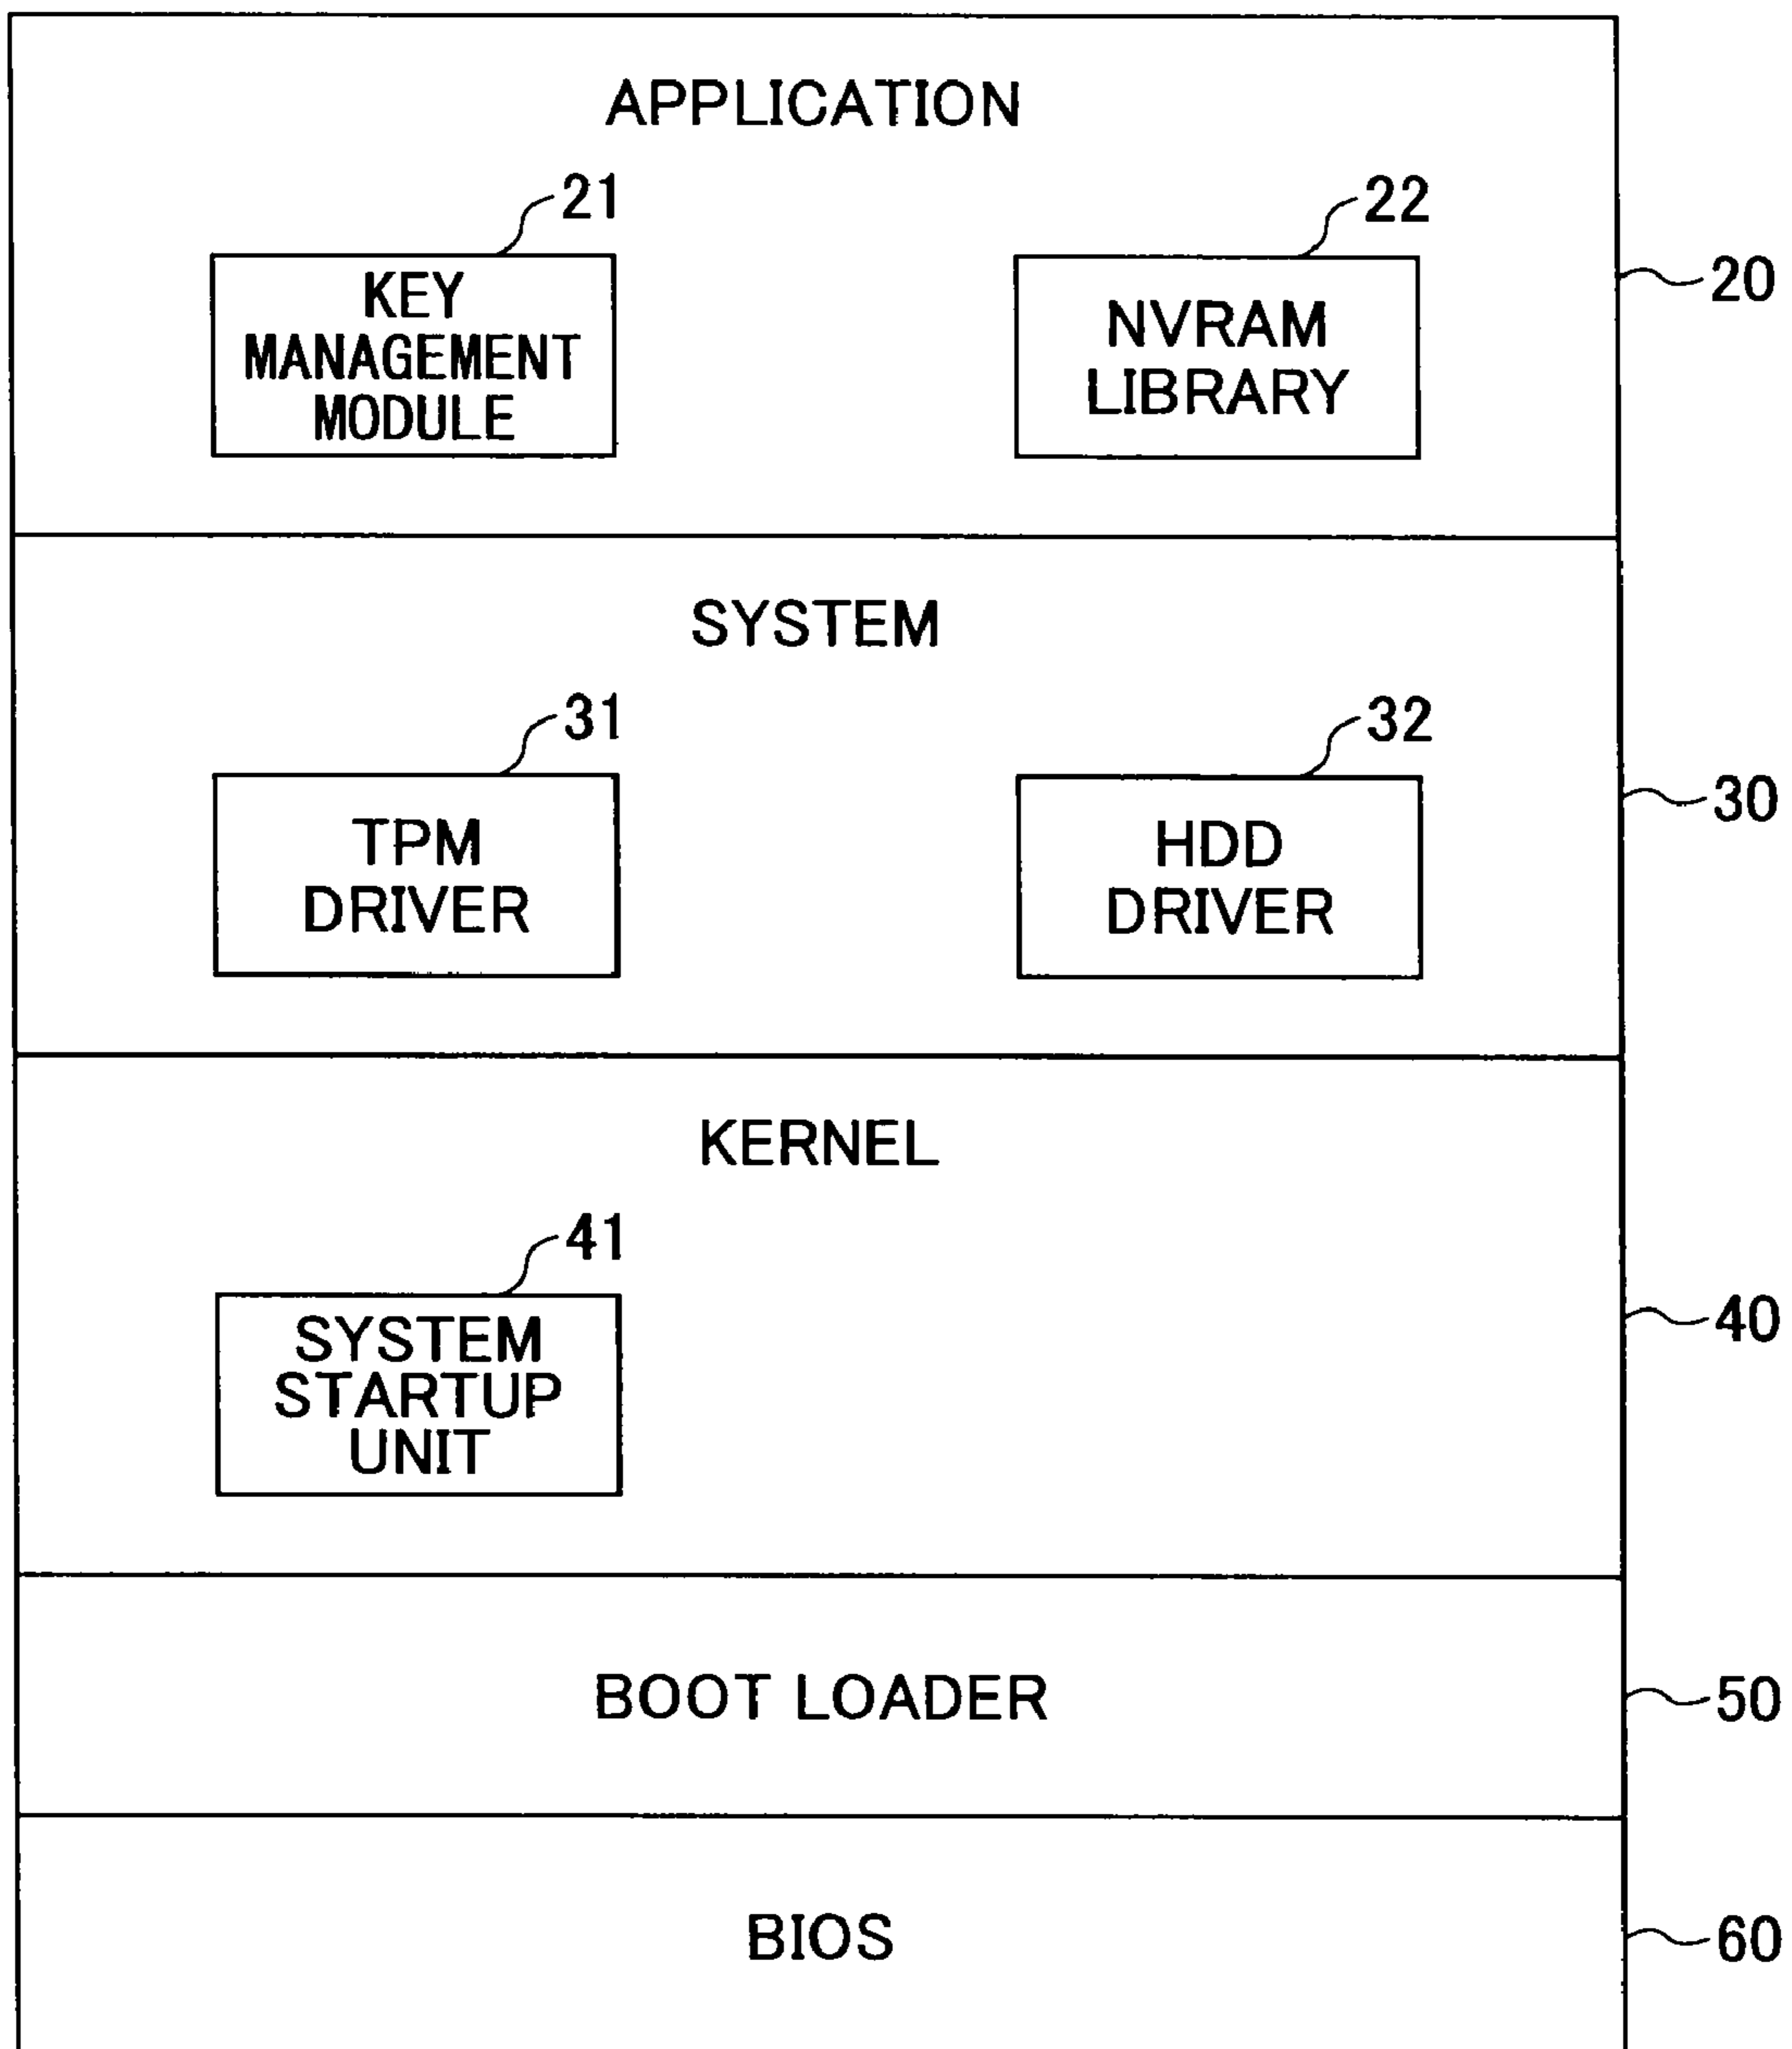 APPLICATION
21
22
KEY
MANAGEMENT
MODULE
NVRAM
LIBRARY
20
SYSTEM
31
32
TPM
DRIVER
HDD
DRIVER
30
KERNEL
41
SYSTEM
STARTUP
UNIT
40
BOOT LOADER
50
BIOS
60